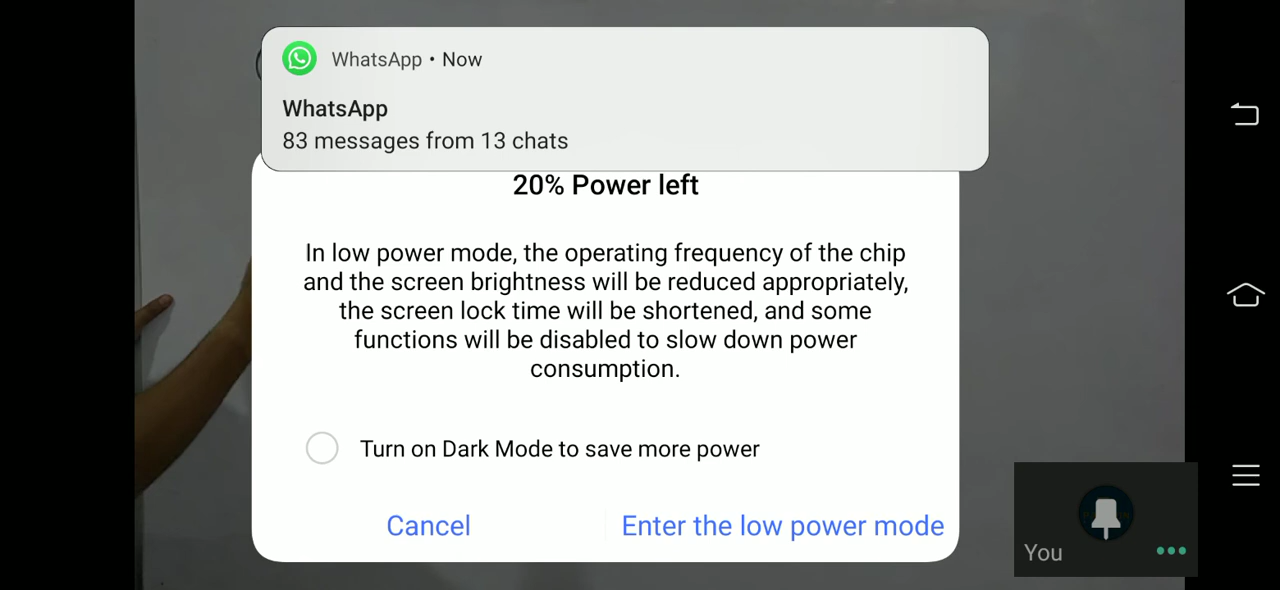 WhatsApp • Now
WhatsApp
83 messages from 13 chats
20% Power left
In low power mode, the operating frequency of the chip
and the screen brightness will be reduced appropriately,
the screen lock time will be shortened, and some
functions will be disabled to slow down power
consumption.
Turn on Dark Mode to save more power
Cancel
Enter the low power mode
You